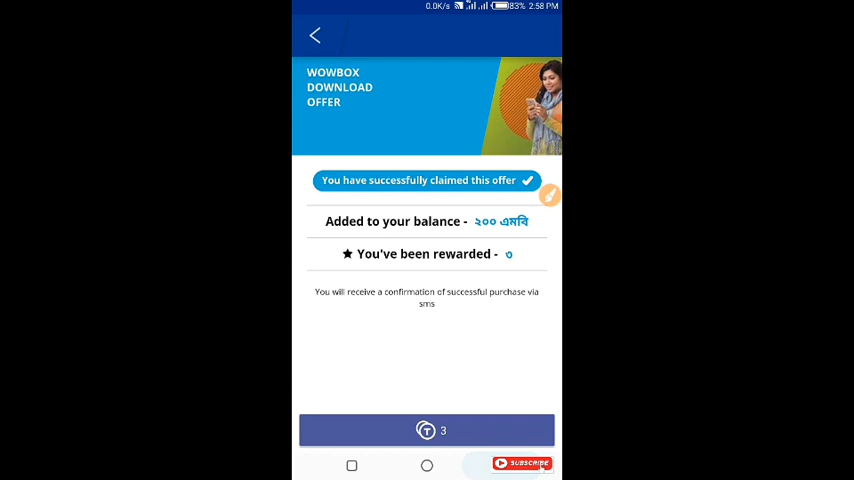 0.0K/s 83% 2:58 PM
WOWBOX
DOWNLOAD
OFFER
You have successfully claimed this offer
Added to your balance - ২০০ এমবি
You've been rewarded - ৩
You will receive a confirmation of successful purchase via
sms
T 3
SUBSCRIBE